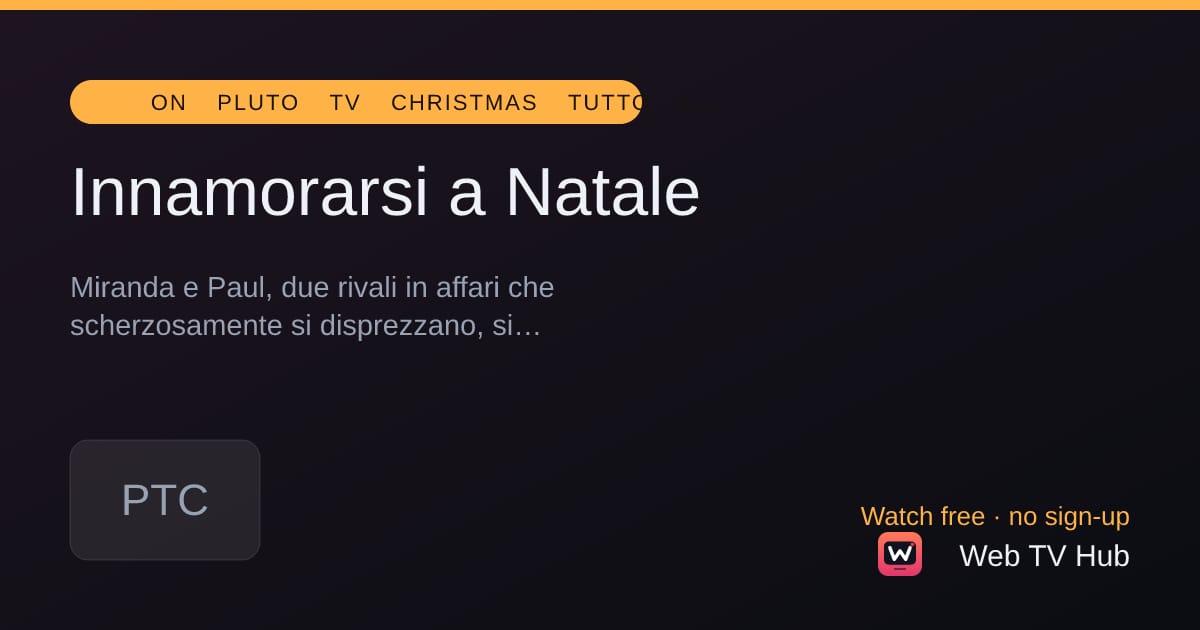 ON PLUTO TV CHRISTMAS TUTTO
Innamorarsi a Natale
Miranda e Paul, due rivali in affari che
scherzosamente si disprezzano, si…
PTC
Watch free · no sign-up
W
Web TV Hub